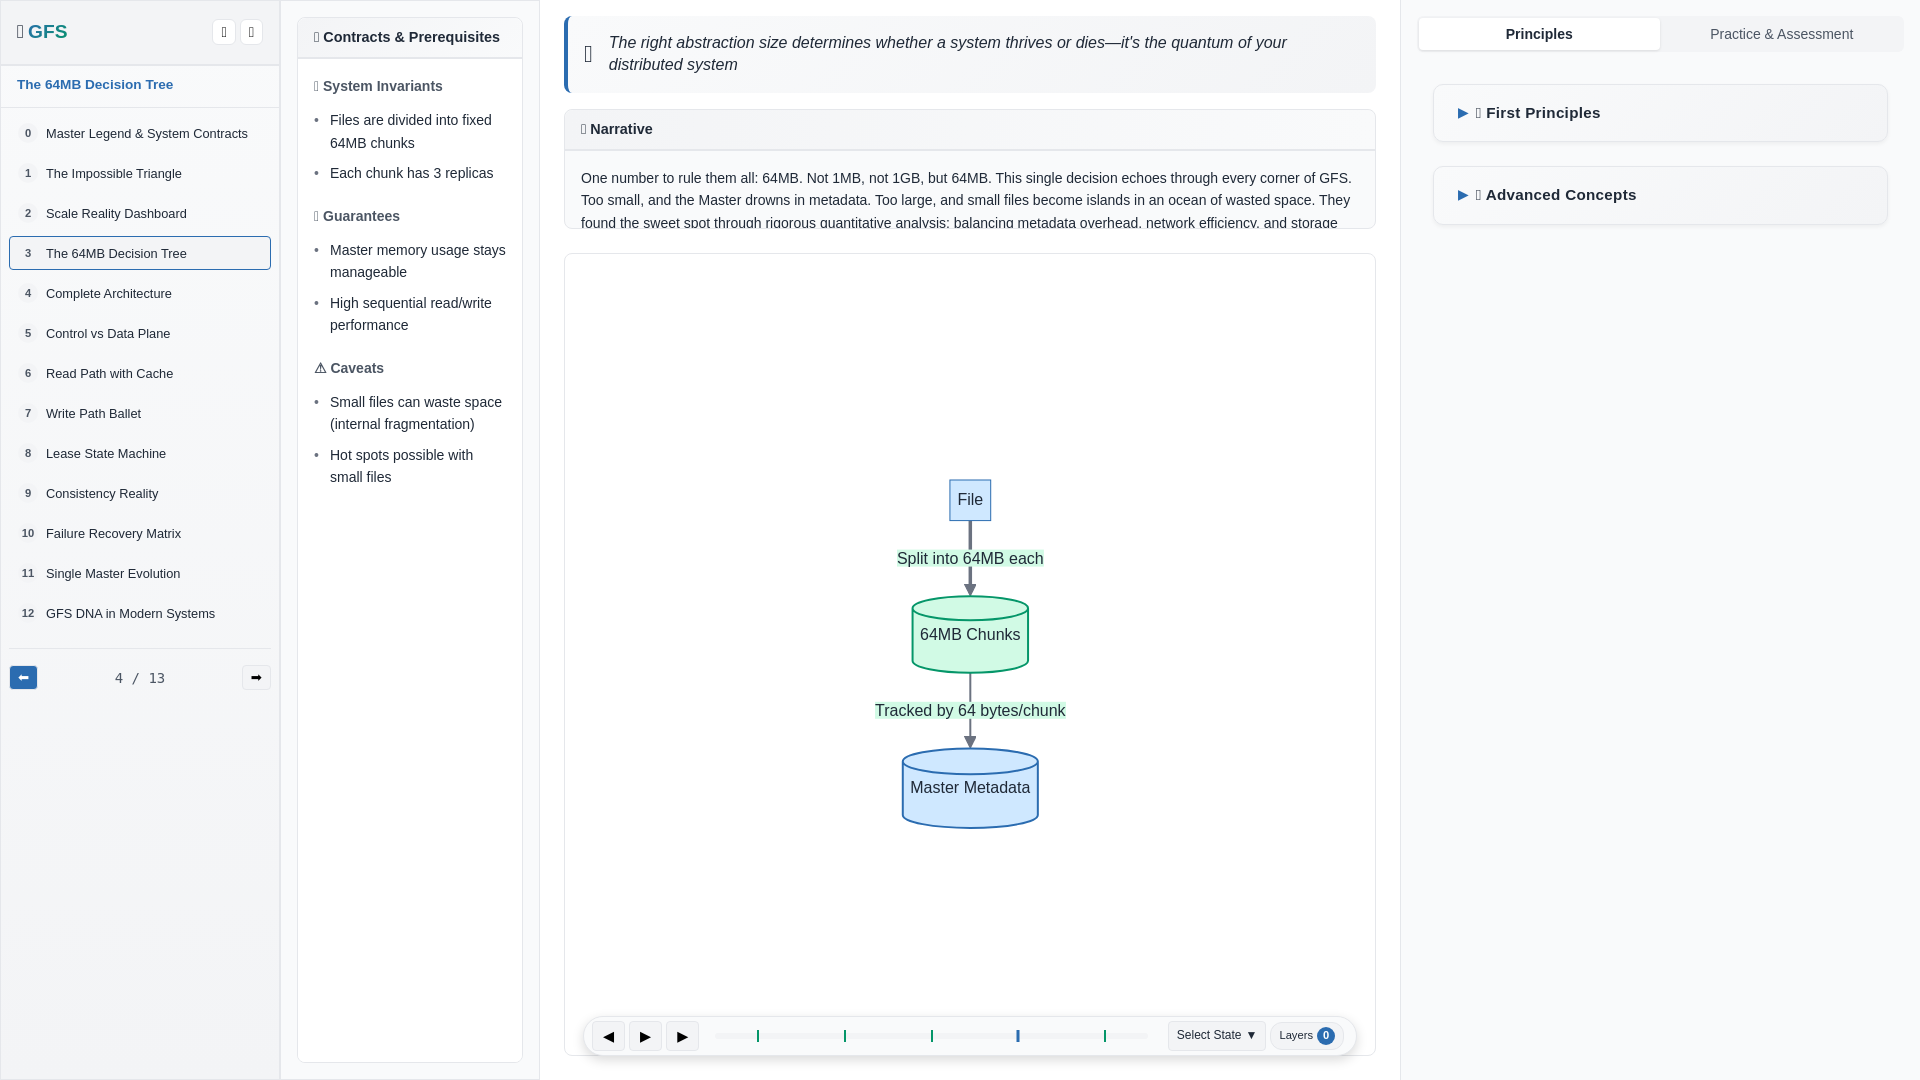 GFS
The 64MB Decision Tree
0 Master Legend & System Contracts
1 The Impossible Triangle
2 Scale Reality Dashboard
3 The 64MB Decision Tree
4 Complete Architecture
5 Control vs Data Plane
6 Read Path with Cache
7 Write Path Ballet
8 Lease State Machine
9 Consistency Reality
10 Failure Recovery Matrix
11 Single Master Evolution
12 GFS DNA in Modern Systems
4 / 13
Contracts & Prerequisites
System Invariants
• Files are divided into fixed
64MB chunks
• Each chunk has 3 replicas
Guarantees
• Master memory usage stays
manageable
• High sequential read/write
performance
⚠ Caveats
• Small files can waste space
(internal fragmentation)
• Hot spots possible with
small files
The right abstraction size determines whether a system thrives or dies—it's the quantum of your
distributed system
Narrative
One number to rule them all: 64MB. Not 1MB, not 1GB, but 64MB. This single decision echoes through every corner of GFS.
Too small, and the Master drowns in metadata. Too large, and small files become islands in an ocean of wasted space. They
found the sweet spot through rigorous quantitative analysis: balancing metadata overhead, network efficiency, and storage
File
Split into 64MB each
64MB Chunks
Tracked by 64 bytes/chunk
Master Metadata
Select State ▼
Layers 0
Principles
Practice & Assessment
▶ First Principles
▶ Advanced Concepts